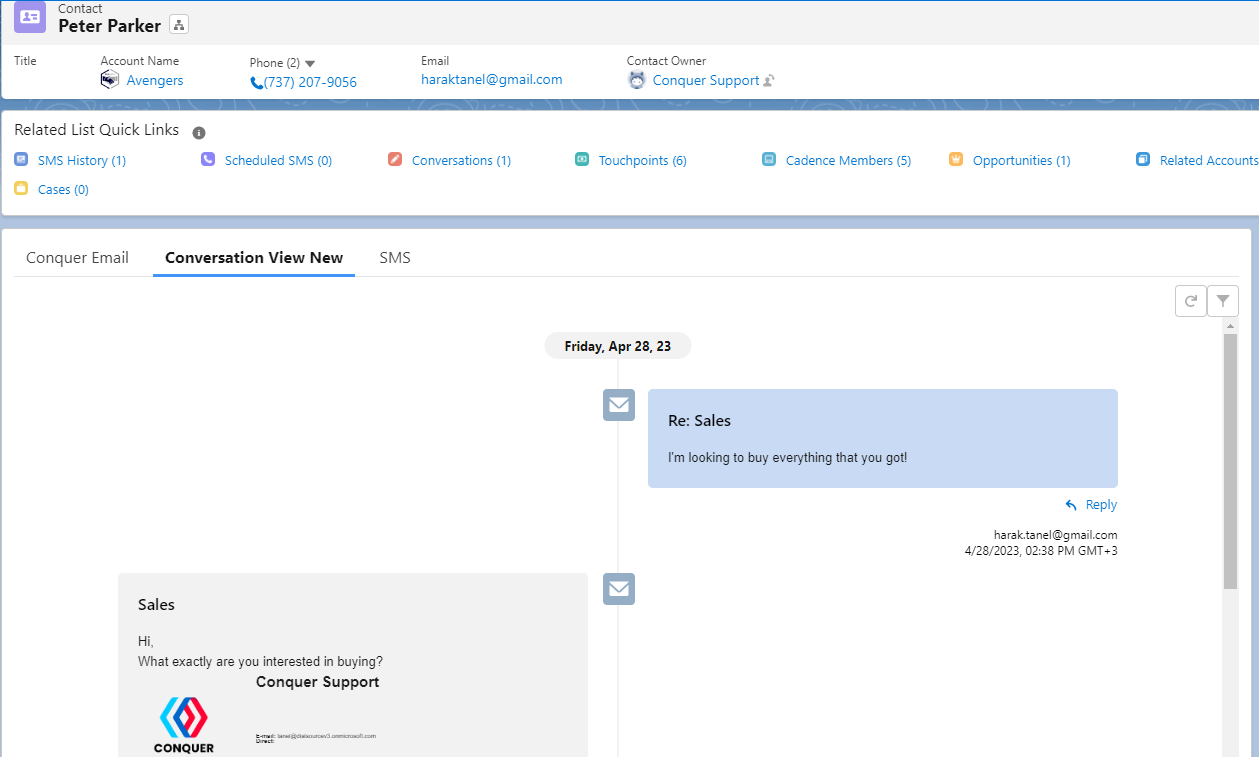 Contact
Peter Parker
Title
Account Name
Avengers
Phone (2)
(737) 207-9056
Email
haraktanel@gmail.com
Contact Owner
Conquer Support
Related List Quick Links
SMS History (1)
Scheduled SMS (0)
Conversations (1)
Touchpoints (6)
Cadence Members (5)
Opportunities (1)
Related Accounts
Cases (0)
Conquer Email
Conversation View New
SMS
Friday, Apr 28, 23
Re: Sales
I'm looking to buy everything that you got!
Reply
harak.tanel@gmail.com
4/28/2023, 02:38 PM GMT+3
Sales
Hi,
What exactly are you interested in buying?
Conquer Support
CONQUER
E-mail: tanel@dialsourcev3.onmicrosoft.com
Direct: